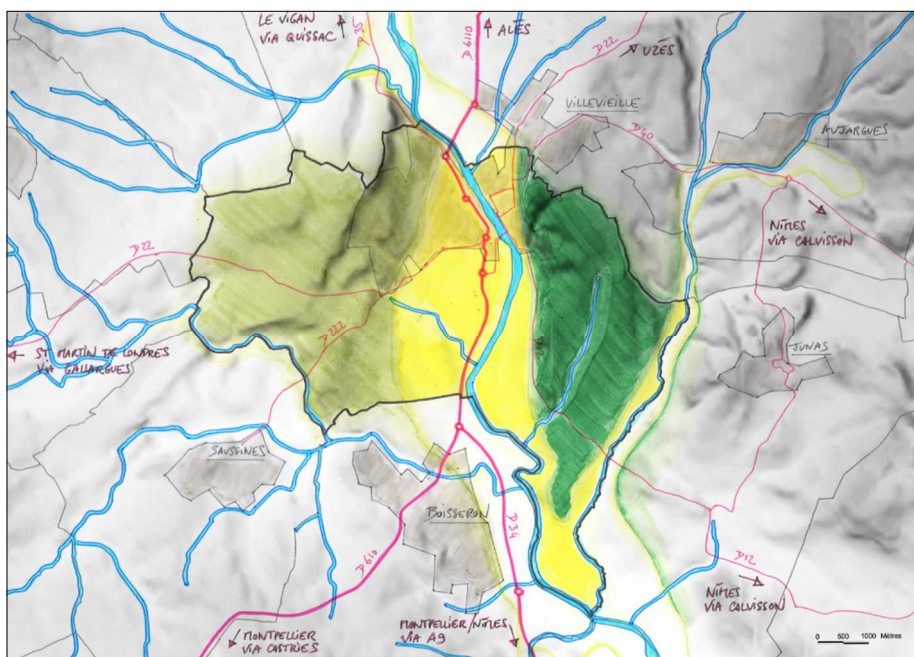 LE VIGAN
VIA QUISSAC
D35
D6110
ALÈS
D22
UZÈS
VILLEVIEILLE
D40
AUJARGUES
NÎMES
VIA CALVISSON
D22
D222
ST MARTIN DE LONDRES
VIA GALLARGUES
JUNAS
SAUSSINES
BOISSERON
D34
D610
D12
NÎMES
VIA CALVISSON
MONTPELLIER
VIA CASTRIES
MONTPELLIER/NÎMES
VIA A9
0 500 1000 Mètres